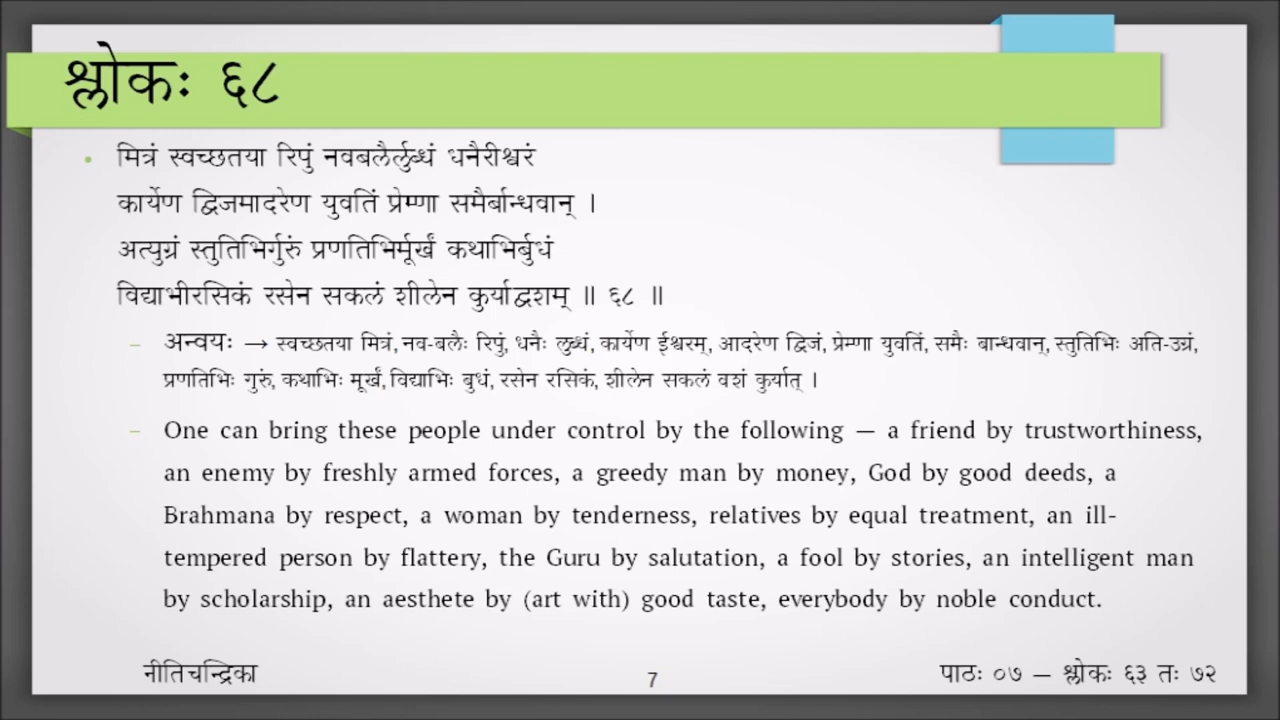 श्लोकः ६८
• मित्रं स्वच्छतया रिपुं नवबलैर्लुब्धं धनैरीश्वरं
कार्येण द्विजमादरेण युवतिं प्रेम्णा समैर्बान्धवान् ।
अत्युग्रं स्तुतिभिर्गुरुं प्रणतिभिर्मूर्खं कथाभिर्बुधं
विद्याभीरसिकं रसेन सकलं शीलेन कुर्याद्वशम् ॥ ६८ ॥
– अन्वयः → स्वच्छतया मित्रं, नव-बलैः रिपुं, धनैः लुब्धं, कार्येण ईश्वरम्, आदरेण द्विजं, प्रेम्णा युवतिं, समैः बान्धवान्, स्तुतिभिः अति-उग्रं,
प्रणतिभिः गुरुं, कथाभिः मूर्खं, विद्याभिः बुधं, रसेन रसिकं, शीलेन सकलं वशं कुर्यात् ।
– One can bring these people under control by the following — a friend by trustworthiness,
an enemy by freshly armed forces, a greedy man by money, God by good deeds, a
Brahmana by respect, a woman by tenderness, relatives by equal treatment, an ill-
tempered person by flattery, the Guru by salutation, a fool by stories, an intelligent man
by scholarship, an aesthete by (art with) good taste, everybody by noble conduct.
नीतिचन्द्रिका
7
पाठः ०७ – श्लोकः ६३ तः ७२